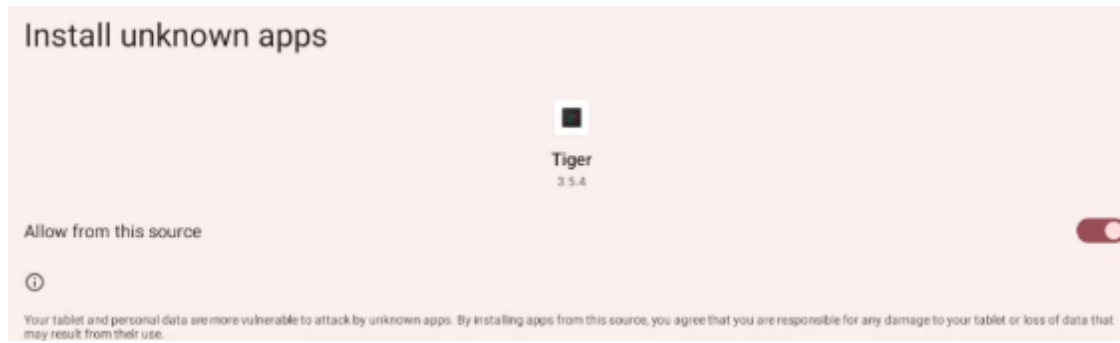 Install unknown apps
Tiger
3.5.4
Allow from this source
Your tablet and personal data are more vulnerable to attack by unknown apps. By installing apps from this source, you agree that you are responsible for any damage to your tablet or loss of data that
may result from their use.